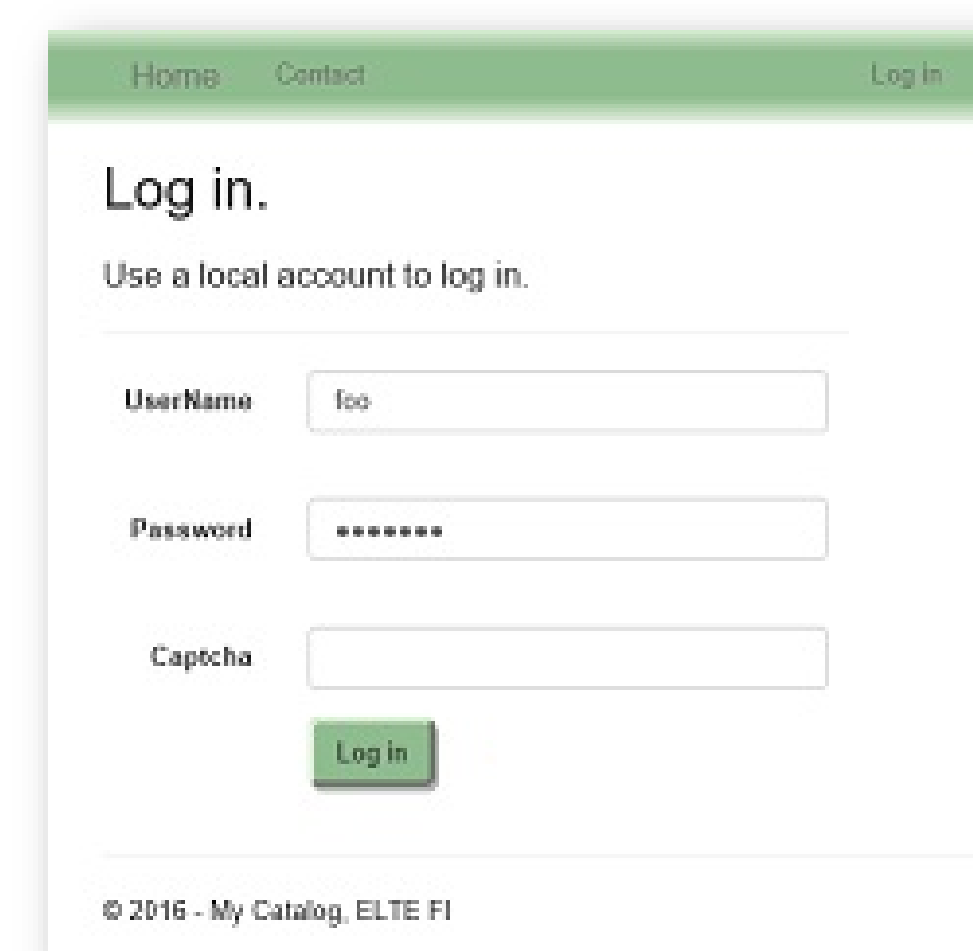 Home Contact Log in
Log in.
Use a local account to log in.
UserName foo
Password •••••••
Captcha
Log in
© 2016 - My Catalog, ELTE FI